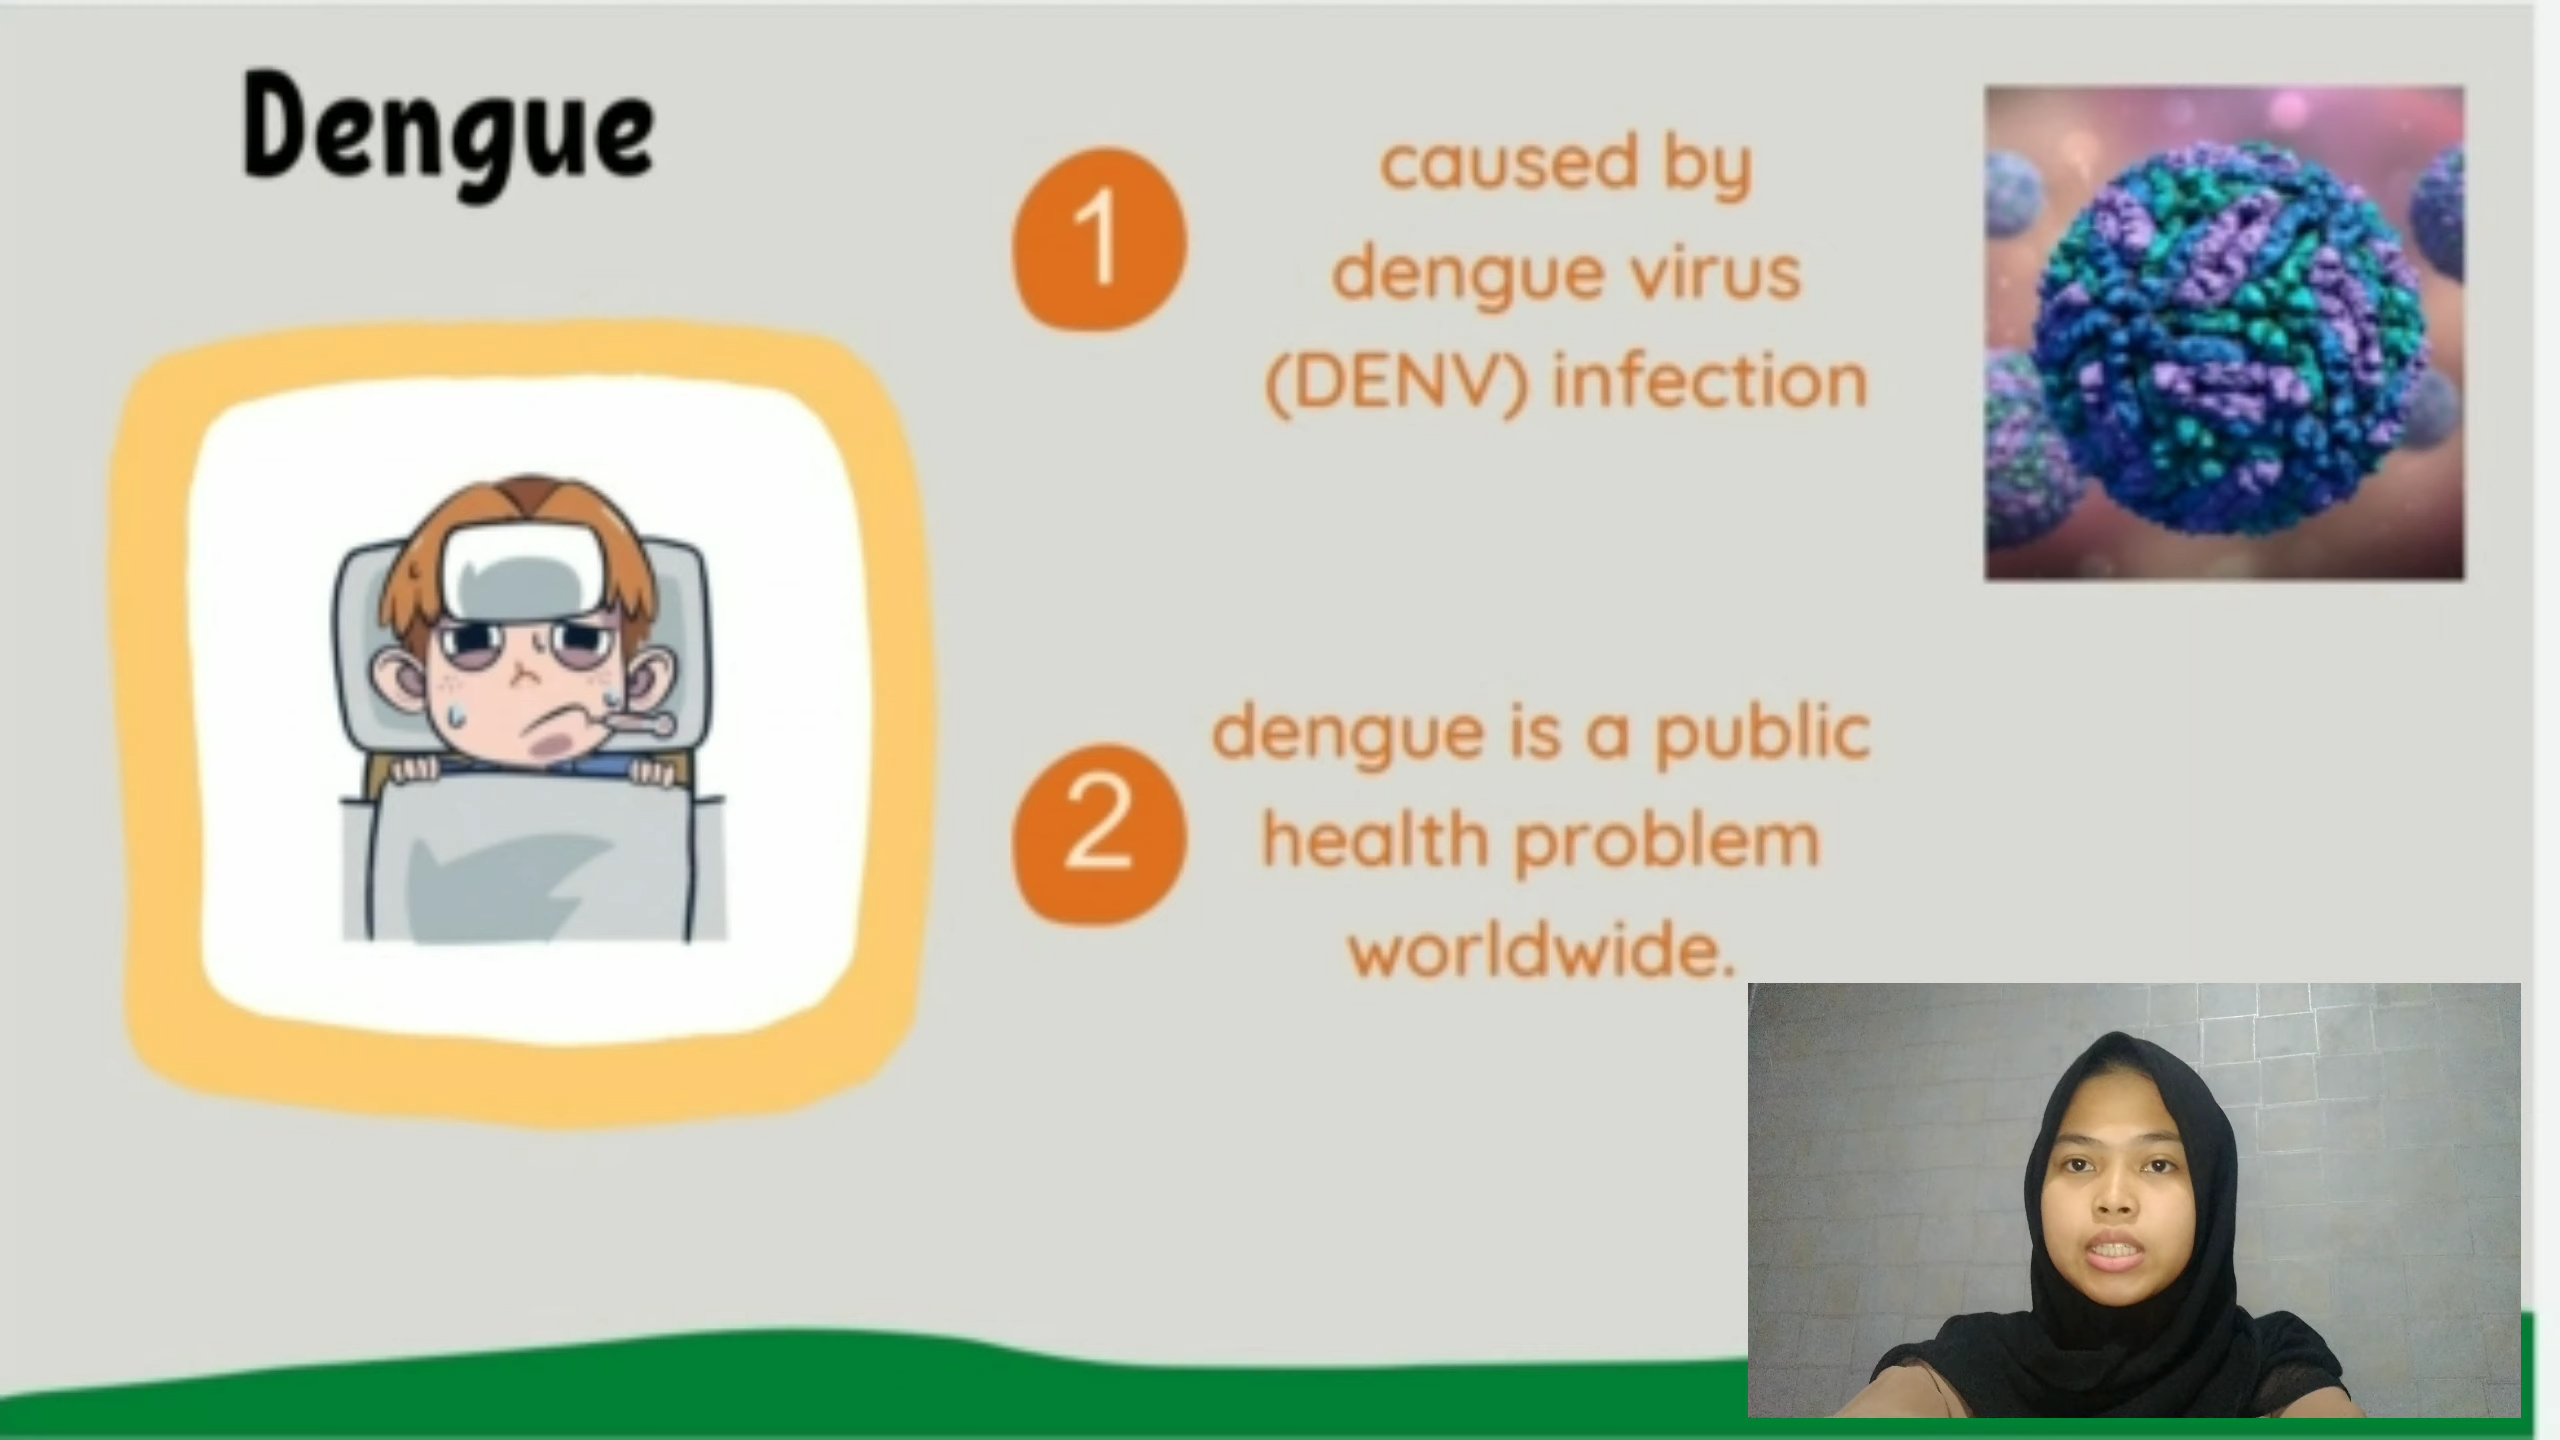 Dengue
1
caused by
dengue virus
(DENV) infection
2
dengue is a public
health problem
worldwide.